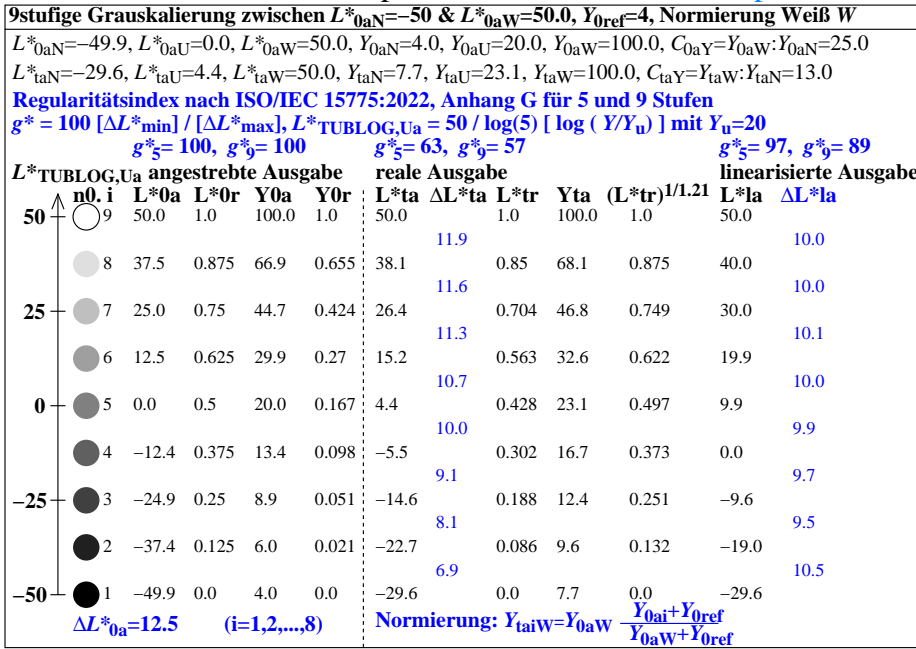 9stufige Grauskalierung zwischen L*0aN=−50 & L*0aW=50.0, Y0ref=4, Normierung Weiß W
L*0aN=−49.9, L*0aU=0.0, L*0aW=50.0, Y0aN=4.0, Y0aU=20.0, Y0aW=100.0, C0aY=Y0aW:Y0aN=25.0
L*taN=−29.6, L*taU=4.4, L*taW=50.0, YtaN=7.7, YtaU=23.1, YtaW=100.0, CtaY=YtaW:YtaN=13.0
Regularitätsindex nach ISO/IEC 15775:2022, Anhang G für 5 und 9 Stufen
g* = 100 [ΔL*min] / [ΔL*max], L*TUBLOG,Ua = 50 / log(5) [ log ( Y/Yu) ] mit Yu=20
g*5= 100, g*9= 100 g*5= 63, g*9= 57 g*5= 97, g*9= 89
L*TUBLOG,Ua angestrebte Ausgabe reale Ausgabe linearisierte Ausgabe
n0. i L*0a L*0r Y0a Y0r L*ta ΔL*ta L*tr Yta (L*tr)1/1.21 L*la ΔL*la
50 9 50.0 1.0 100.0 1.0 50.0 1.0 100.0 1.0 50.0
11.9 10.0
8 37.5 0.875 66.9 0.655 38.1 0.85 68.1 0.875 40.0
11.6 10.0
25 7 25.0 0.75 44.7 0.424 26.4 0.704 46.8 0.749 30.0
11.3 10.1
6 12.5 0.625 29.9 0.27 15.2 0.563 32.6 0.622 19.9
10.7 10.0
0 5 0.0 0.5 20.0 0.167 4.4 0.428 23.1 0.497 9.9
10.0 9.9
4 −12.4 0.375 13.4 0.098 −5.5 0.302 16.7 0.373 0.0
9.1 9.7
−25 3 −24.9 0.25 8.9 0.051 −14.6 0.188 12.4 0.251 −9.6
8.1 9.5
2 −37.4 0.125 6.0 0.021 −22.7 0.086 9.6 0.132 −19.0
6.9 10.5
−50 1 −49.9 0.0 4.0 0.0 −29.6 0.0 7.7 0.0 −29.6
ΔL*0a=12.5 (i=1,2,...,8) Normierung: YtaiW=Y0aW Y0ai+Y0ref
Y0aW+Y0ref